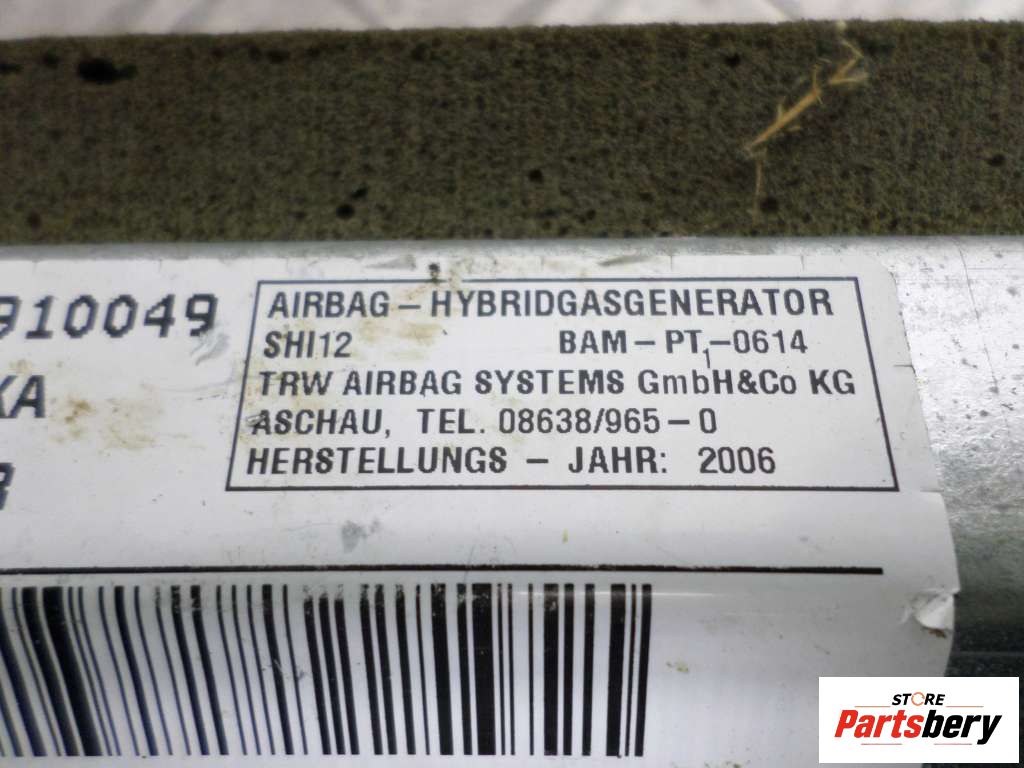 910049
AIRBAG – HYBRIDGASGENERATOR
SHI12 BAM – PT₁–0614
KA
TRW AIRBAG SYSTEMS GmbH&Co KG
ASCHAU, TEL. 08638/965 – 0
HERSTELLUNGS – JAHR: 2006
STORE
Partsbery